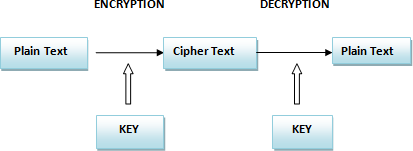 ENCRYPTION DECRYPTION
Plain Text Cipher Text Plain Text
KEY KEY